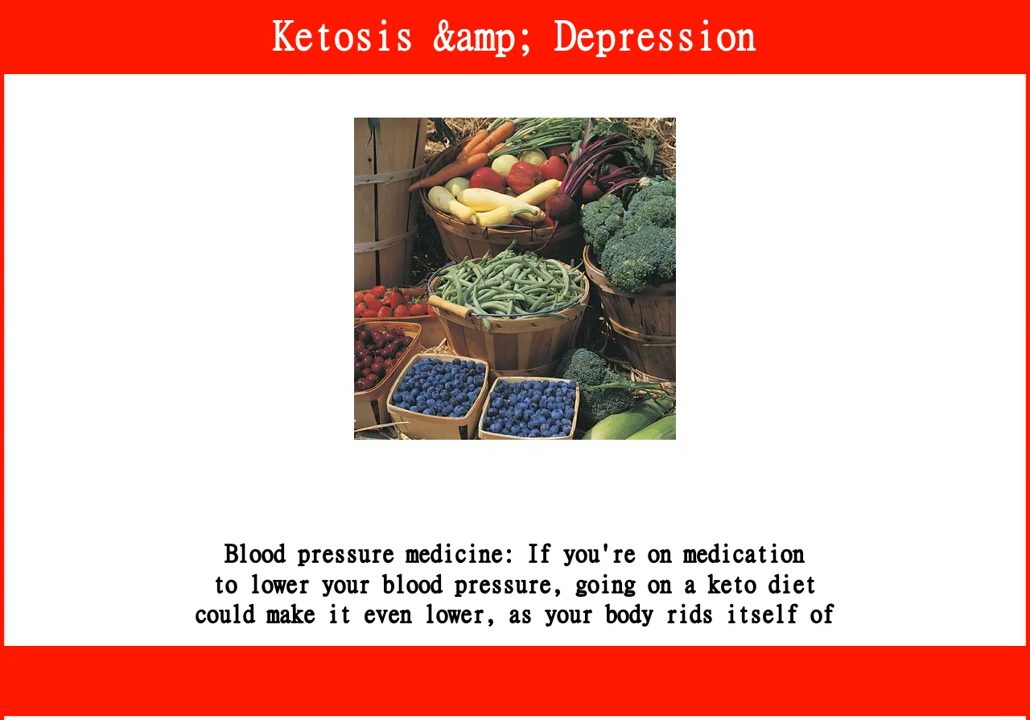 Ketosis &amp; Depression
Blood pressure medicine: If you're on medication
to lower your blood pressure, going on a keto diet
could make it even lower, as your body rids itself of